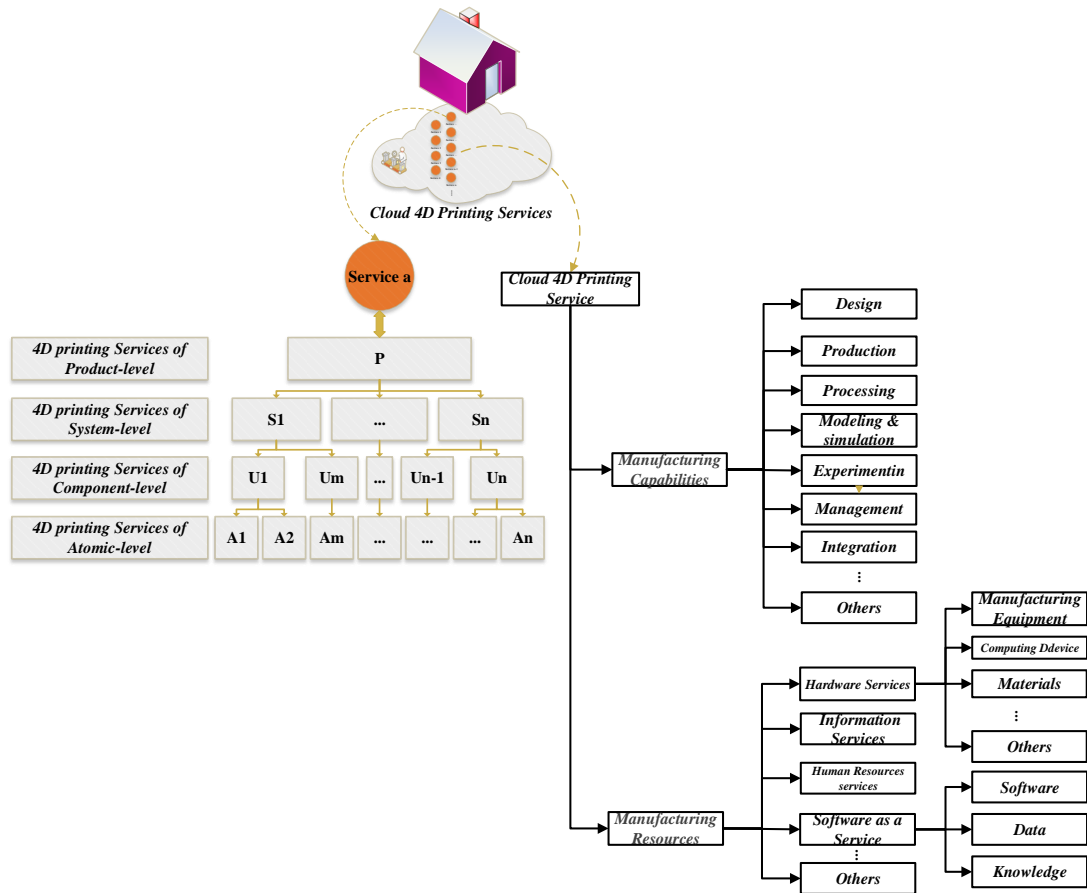 Cloud 4D Printing Services
Service a
4D printing Services of
Product-level
P
4D printing Services of
System-level
S1
...
Sn
4D printing Services of
Component-level
U1
Um
...
Un-1
Un
4D printing Services of
Atomic-level
A1
A2
Am
...
...
...
An
Cloud 4D Printing
Service
Manufacturing
Capabilities
Design
Production
Processing
Modeling &
simulation
Experimentin
Management
Integration
...
Others
Manufacturing
Resources
Hardware Services
Information
Services
Human Resources
services
Software as a
Service
...
Others
Manufacturing
Equipment
Computing Ddevice
Materials
...
Others
Software
Data
Knowledge